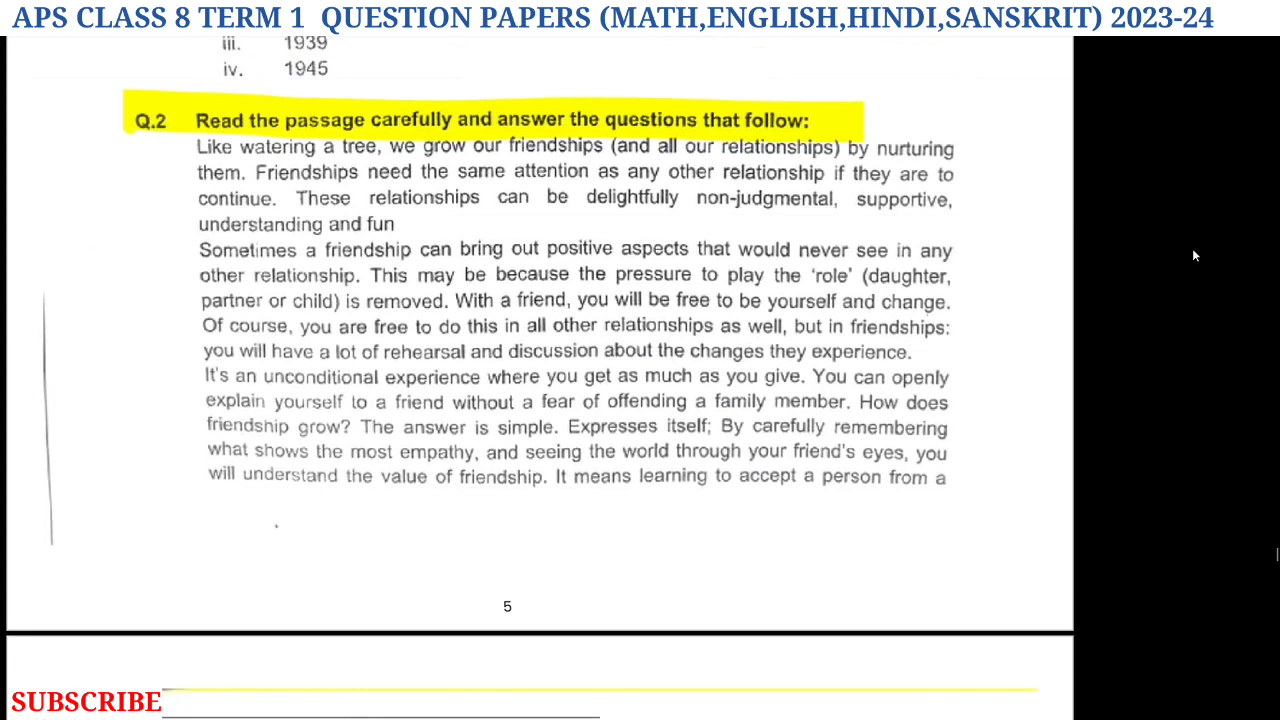 APS CLASS 8 TERM 1 QUESTION PAPERS (MATH,ENGLISH,HINDI,SANSKRIT) 2023-24
iii. 1939
iv. 1945
Q.2 Read the passage carefully and answer the questions that follow:
Like watering a tree, we grow our friendships (and all our relationships) by nurturing
them. Friendships need the same attention as any other relationship if they are to
continue. These relationships can be delightfully non-judgmental, supportive,
understanding and fun
Sometimes a friendship can bring out positive aspects that would never see in any
other relationship. This may be because the pressure to play the 'role' (daughter,
partner or child) is removed. With a friend, you will be free to be yourself and change.
Of course, you are free to do this in all other relationships as well, but in friendships:
you will have a lot of rehearsal and discussion about the changes they experience.
It's an unconditional experience where you get as much as you give. You can openly
explain yourself to a friend without a fear of offending a family member. How does
friendship grow? The answer is simple. Expresses itself; By carefully remembering
what shows the most empathy, and seeing the world through your friend's eyes, you
will understand the value of friendship. It means learning to accept a person from a
5
SUBSCRIBE